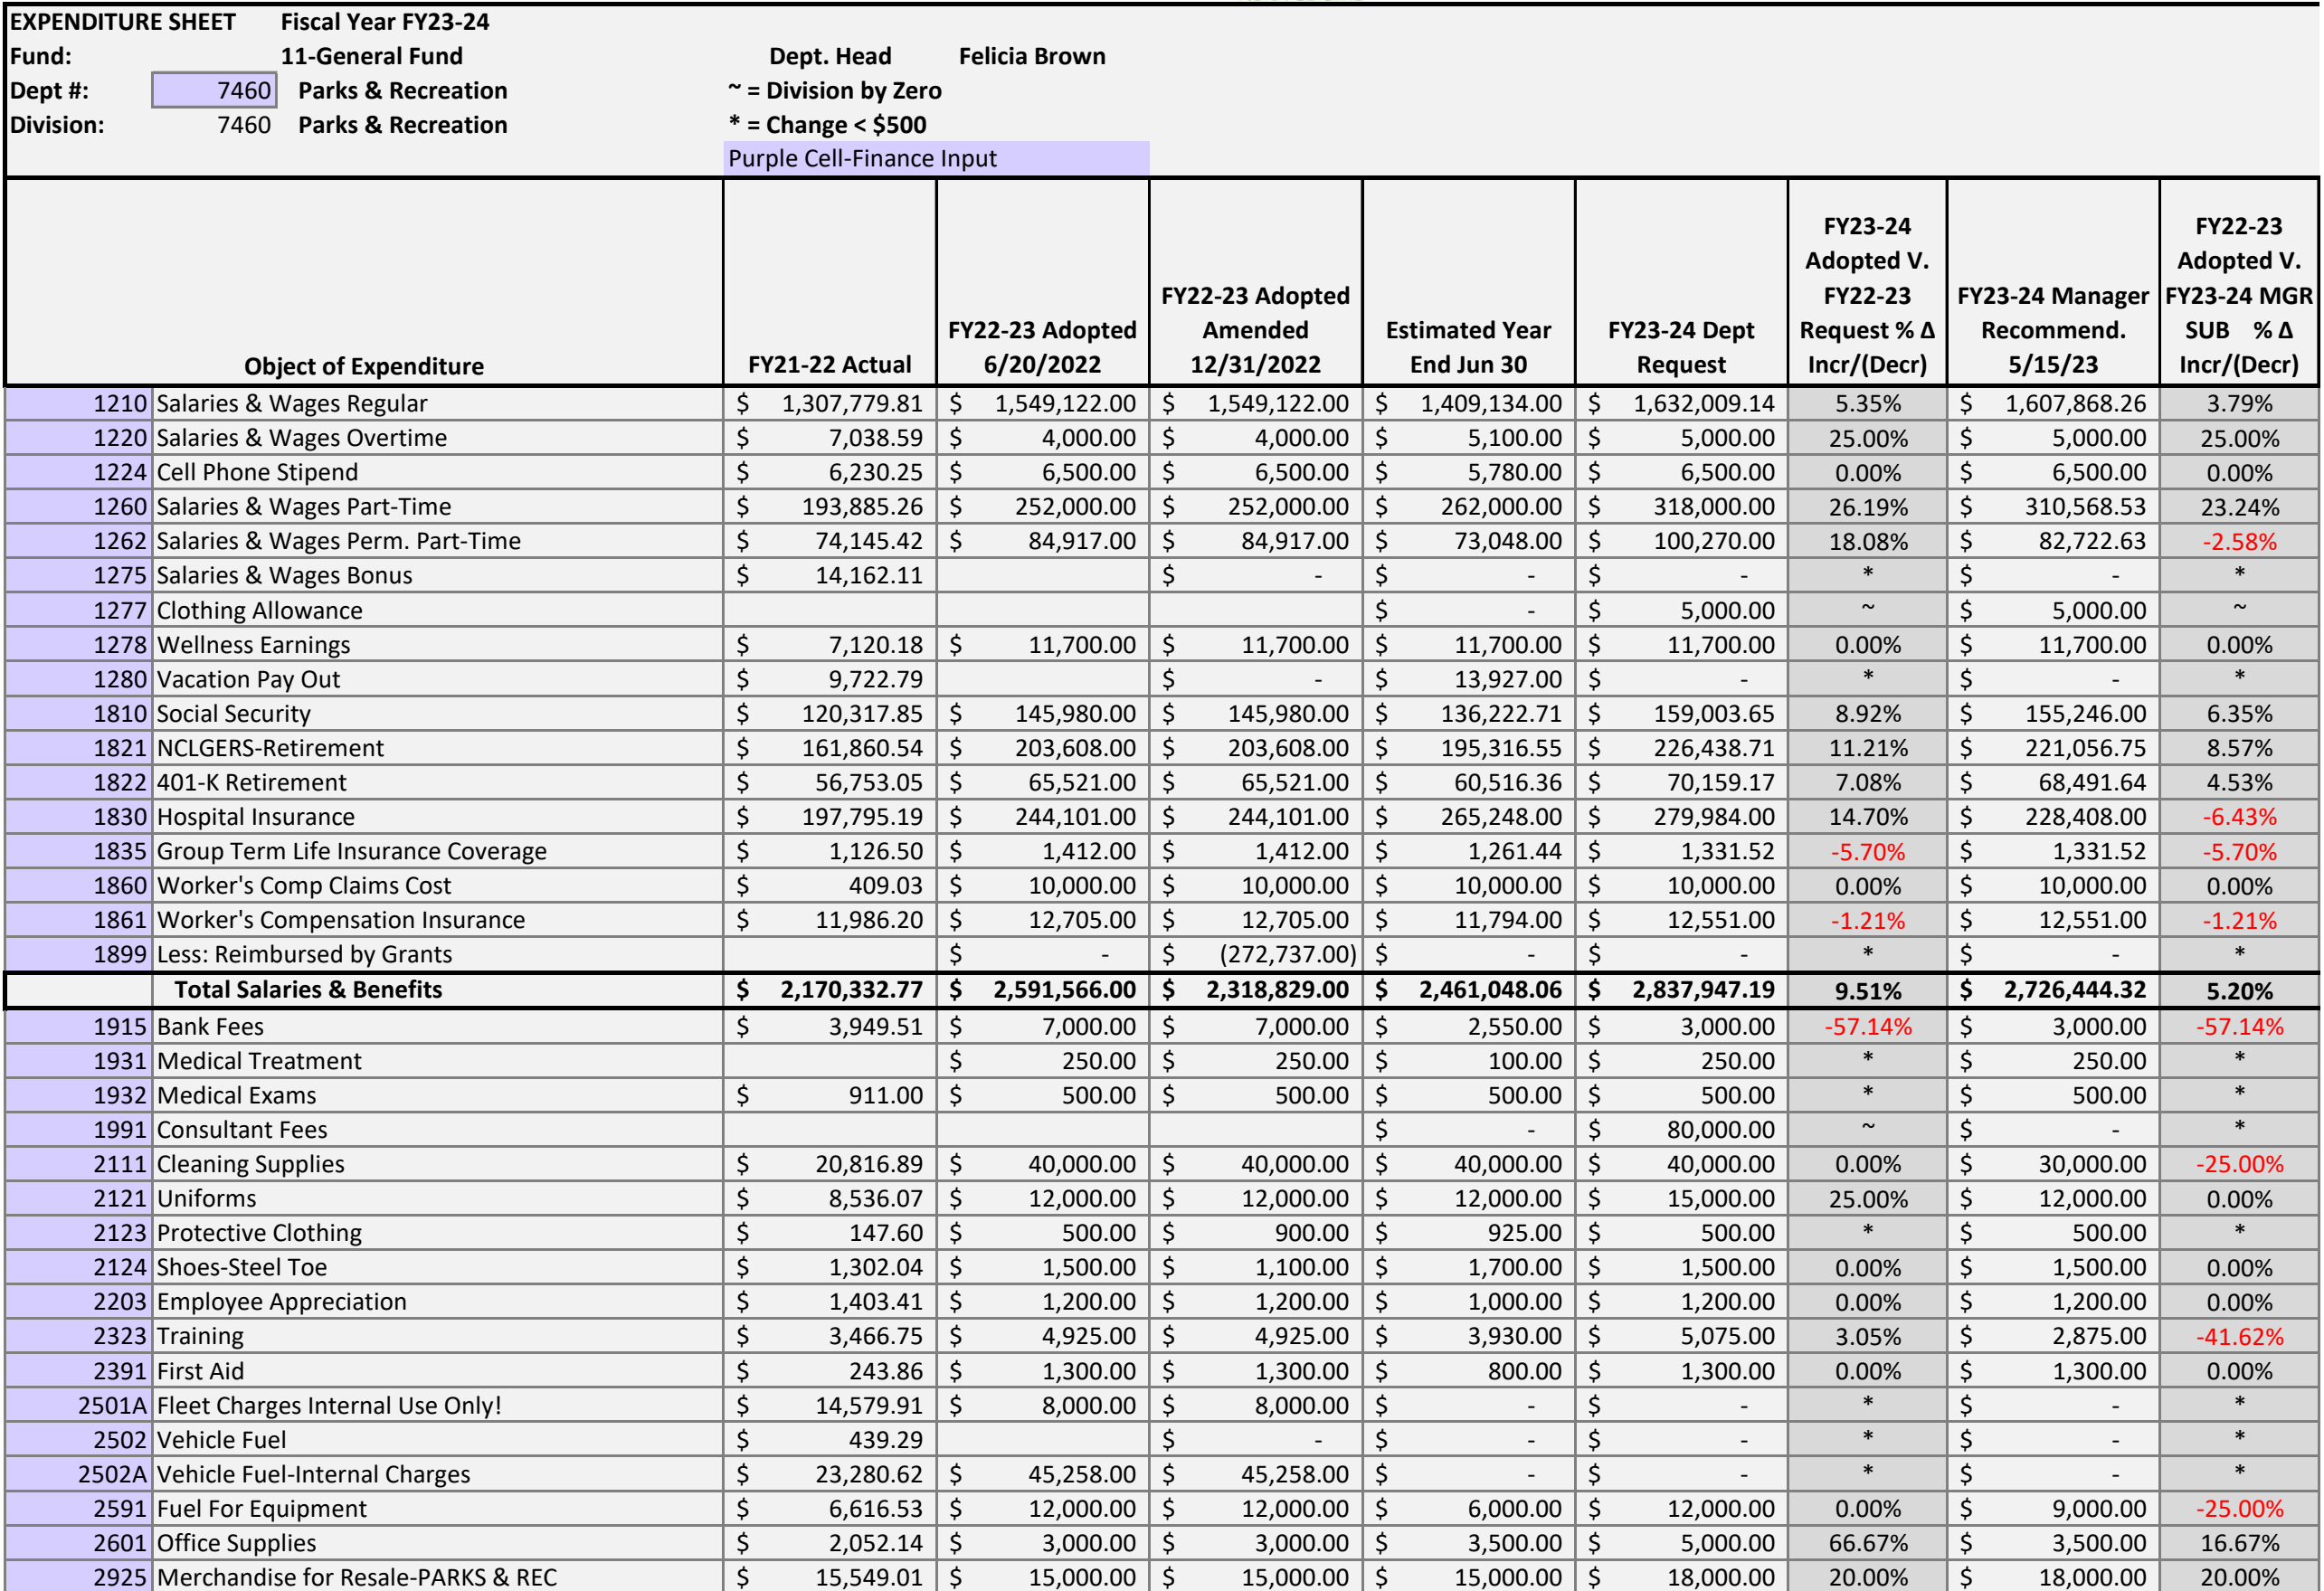 EXPENDITURE SHEET Fiscal Year FY23-24
Fund: 11-General Fund Dept. Head Felicia Brown
Dept #: 7460 Parks & Recreation ~ = Division by Zero
Division: 7460 Parks & Recreation * = Change < $500
Purple Cell-Finance Input
Object of Expenditure FY21-22 Actual FY22-23 Adopted 6/20/2022 FY22-23 Adopted Amended 12/31/2022 Estimated Year End Jun 30 FY23-24 Dept Request FY23-24 Adopted V. FY22-23 Request % Δ Incr/(Decr) FY23-24 Manager Recommend. 5/15/23 FY22-23 Adopted V. FY23-24 MGR SUB % Δ Incr/(Decr)
1210 Salaries & Wages Regular $ 1,307,779.81 $ 1,549,122.00 $ 1,549,122.00 $ 1,409,134.00 $ 1,632,009.14 5.35% $ 1,607,868.26 3.79%
1220 Salaries & Wages Overtime $ 7,038.59 $ 4,000.00 $ 4,000.00 $ 5,100.00 $ 5,000.00 25.00% $ 5,000.00 25.00%
1224 Cell Phone Stipend $ 6,230.25 $ 6,500.00 $ 6,500.00 $ 5,780.00 $ 6,500.00 0.00% $ 6,500.00 0.00%
1260 Salaries & Wages Part-Time $ 193,885.26 $ 252,000.00 $ 252,000.00 $ 262,000.00 $ 318,000.00 26.19% $ 310,568.53 23.24%
1262 Salaries & Wages Perm. Part-Time $ 74,145.42 $ 84,917.00 $ 84,917.00 $ 73,048.00 $ 100,270.00 18.08% $ 82,722.63 -2.58%
1275 Salaries & Wages Bonus $ 14,162.11 $ - $ - $ - * $ - *
1277 Clothing Allowance $ - $ 5,000.00 ~ $ 5,000.00 ~
1278 Wellness Earnings $ 7,120.18 $ 11,700.00 $ 11,700.00 $ 11,700.00 $ 11,700.00 0.00% $ 11,700.00 0.00%
1280 Vacation Pay Out $ 9,722.79 $ - $ 13,927.00 $ - * $ - *
1810 Social Security $ 120,317.85 $ 145,980.00 $ 145,980.00 $ 136,222.71 $ 159,003.65 8.92% $ 155,246.00 6.35%
1821 NCLGERS-Retirement $ 161,860.54 $ 203,608.00 $ 203,608.00 $ 195,316.55 $ 226,438.71 11.21% $ 221,056.75 8.57%
1822 401-K Retirement $ 56,753.05 $ 65,521.00 $ 65,521.00 $ 60,516.36 $ 70,159.17 7.08% $ 68,491.64 4.53%
1830 Hospital Insurance $ 197,795.19 $ 244,101.00 $ 244,101.00 $ 265,248.00 $ 279,984.00 14.70% $ 228,408.00 -6.43%
1835 Group Term Life Insurance Coverage $ 1,126.50 $ 1,412.00 $ 1,412.00 $ 1,261.44 $ 1,331.52 -5.70% $ 1,331.52 -5.70%
1860 Worker's Comp Claims Cost $ 409.03 $ 10,000.00 $ 10,000.00 $ 10,000.00 $ 10,000.00 0.00% $ 10,000.00 0.00%
1861 Worker's Compensation Insurance $ 11,986.20 $ 12,705.00 $ 12,705.00 $ 11,794.00 $ 12,551.00 -1.21% $ 12,551.00 -1.21%
1899 Less: Reimbursed by Grants $ - $ (272,737.00) $ - $ - * $ - *
Total Salaries & Benefits $ 2,170,332.77 $ 2,591,566.00 $ 2,318,829.00 $ 2,461,048.06 $ 2,837,947.19 9.51% $ 2,726,444.32 5.20%
1915 Bank Fees $ 3,949.51 $ 7,000.00 $ 7,000.00 $ 2,550.00 $ 3,000.00 -57.14% $ 3,000.00 -57.14%
1931 Medical Treatment $ 250.00 $ 250.00 $ 100.00 $ 250.00 * $ 250.00 *
1932 Medical Exams $ 911.00 $ 500.00 $ 500.00 $ 500.00 $ 500.00 * $ 500.00 *
1991 Consultant Fees $ - $ 80,000.00 ~ $ - *
2111 Cleaning Supplies $ 20,816.89 $ 40,000.00 $ 40,000.00 $ 40,000.00 $ 40,000.00 0.00% $ 30,000.00 -25.00%
2121 Uniforms $ 8,536.07 $ 12,000.00 $ 12,000.00 $ 12,000.00 $ 15,000.00 25.00% $ 12,000.00 0.00%
2123 Protective Clothing $ 147.60 $ 500.00 $ 900.00 $ 925.00 $ 500.00 * $ 500.00 *
2124 Shoes-Steel Toe $ 1,302.04 $ 1,500.00 $ 1,100.00 $ 1,700.00 $ 1,500.00 0.00% $ 1,500.00 0.00%
2203 Employee Appreciation $ 1,403.41 $ 1,200.00 $ 1,200.00 $ 1,000.00 $ 1,200.00 0.00% $ 1,200.00 0.00%
2323 Training $ 3,466.75 $ 4,925.00 $ 4,925.00 $ 3,930.00 $ 5,075.00 3.05% $ 2,875.00 -41.62%
2391 First Aid $ 243.86 $ 1,300.00 $ 1,300.00 $ 800.00 $ 1,300.00 0.00% $ 1,300.00 0.00%
2501A Fleet Charges Internal Use Only! $ 14,579.91 $ 8,000.00 $ 8,000.00 $ - $ - * $ - *
2502 Vehicle Fuel $ 439.29 $ - $ - $ - * $ - *
2502A Vehicle Fuel-Internal Charges $ 23,280.62 $ 45,258.00 $ 45,258.00 $ - $ - * $ - *
2591 Fuel For Equipment $ 6,616.53 $ 12,000.00 $ 12,000.00 $ 6,000.00 $ 12,000.00 0.00% $ 9,000.00 -25.00%
2601 Office Supplies $ 2,052.14 $ 3,000.00 $ 3,000.00 $ 3,500.00 $ 5,000.00 66.67% $ 3,500.00 16.67%
2925 Merchandise for Resale-PARKS & REC $ 15,549.01 $ 15,000.00 $ 15,000.00 $ 15,000.00 $ 18,000.00 20.00% $ 18,000.00 20.00%